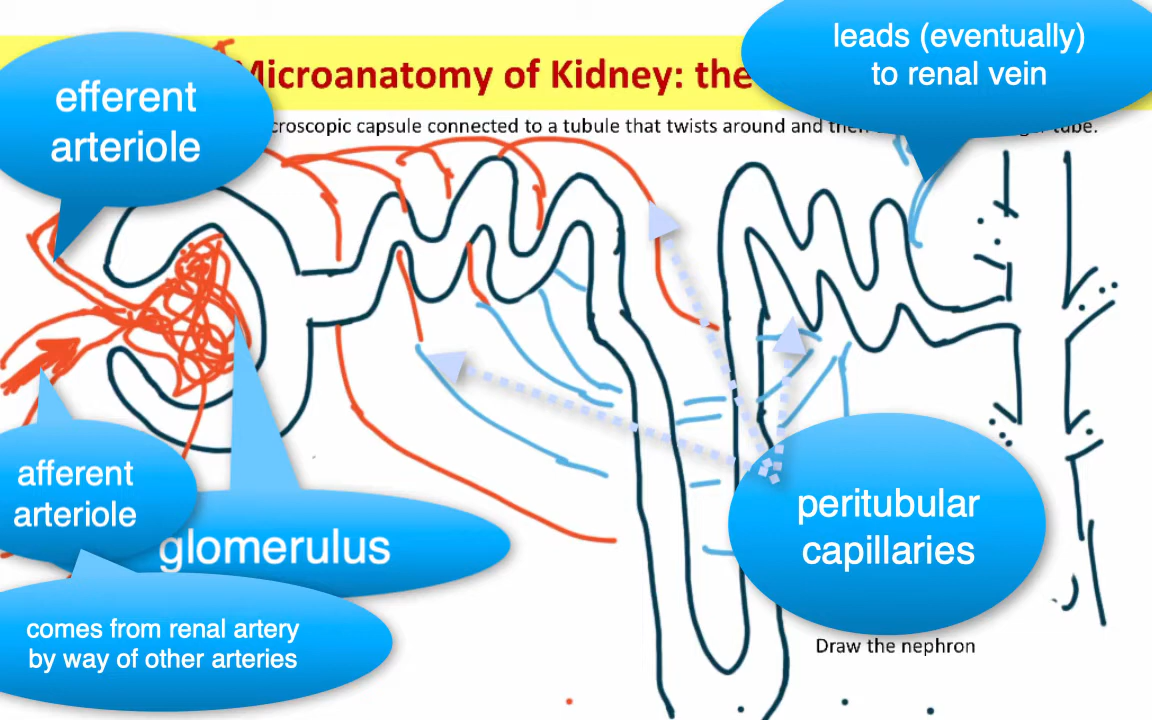 leads (eventually)
to renal vein
efferent
arteriole
Microanatomy of Kidney: the
croscopic capsule connected to a tubule that twists around and then tube.
afferent
arteriole
glomerulus
peritubular
capillaries
comes from renal artery
by way of other arteries
Draw the nephron